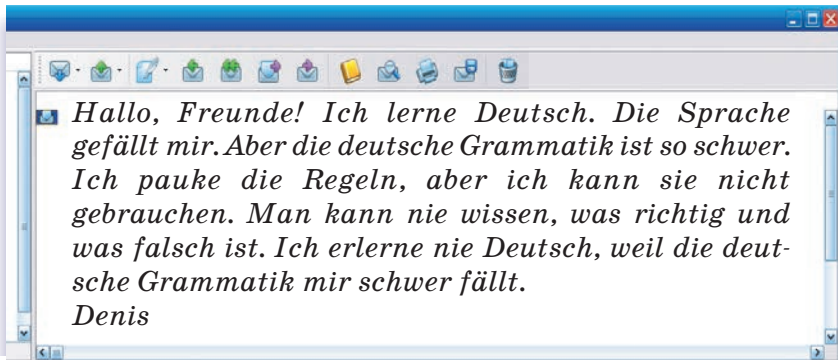 Hallo, Freunde! Ich lerne Deutsch. Die Sprache
gefällt mir. Aber die deutsche Grammatik ist so schwer.
Ich pauke die Regeln, aber ich kann sie nicht
gebrauchen. Man kann nie wissen, was richtig und
was falsch ist. Ich erlerne nie Deutsch, weil die deut-
sche Grammatik mir schwer fällt.
Denis